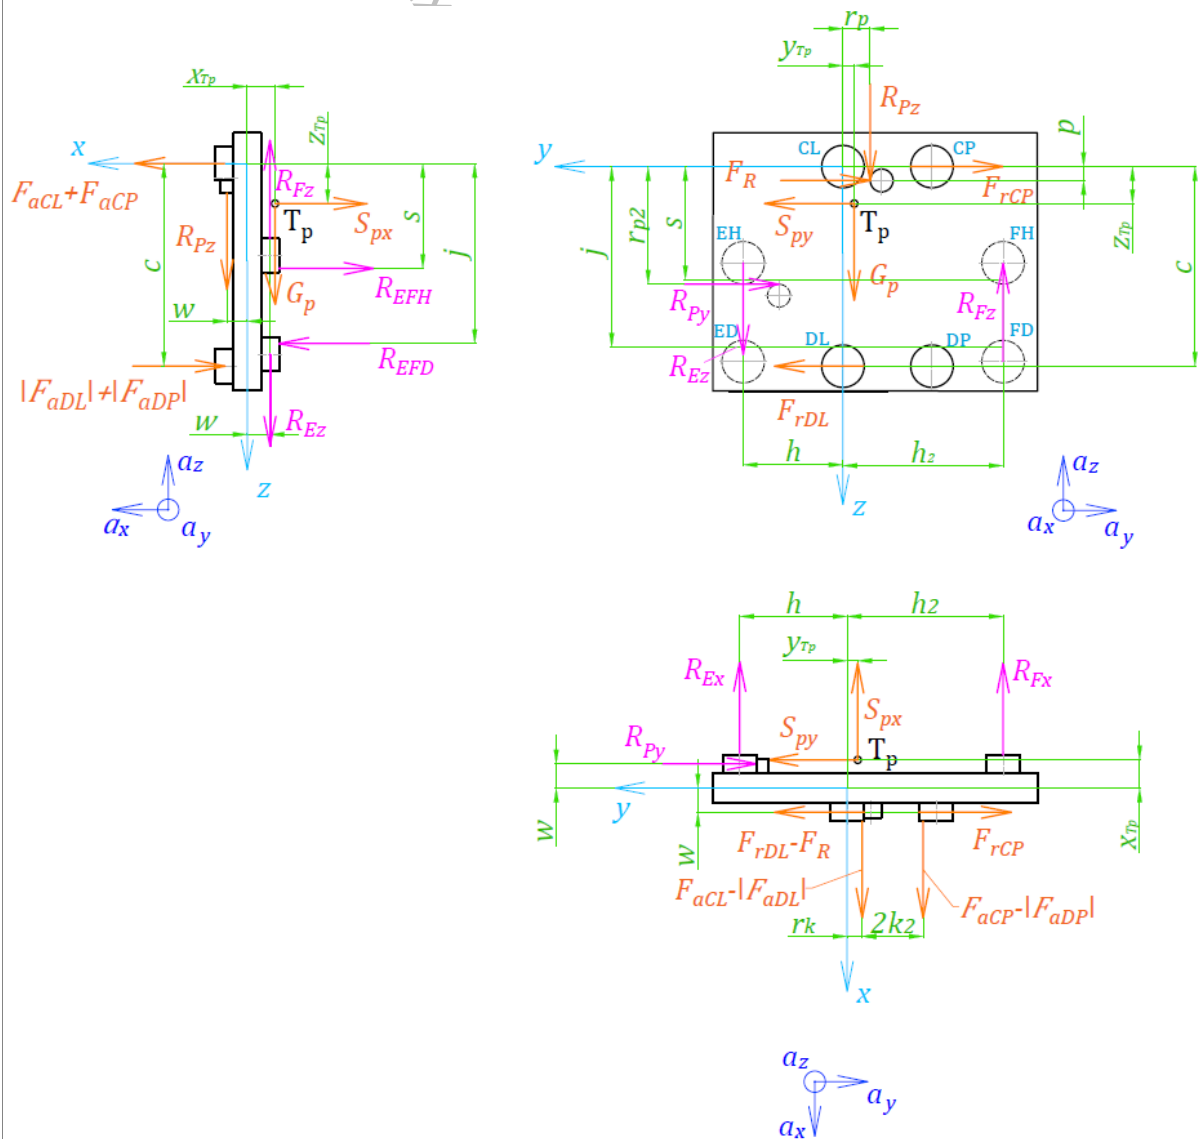 x_Tp
z_Tp
x
F_aCL+F_aCP
R_Fz
T_p
S_px
s
j
R_Pz
c
G_p
R_EFH
w
R_EFD
|F_aDL|+|F_aDP|
w
R_Ez
z
a_z
a_x
a_y
r_p
y_Tp
R_Pz
p
CL
CP
y
F_R
F_rCP
S_py
T_p
z_Tp
r_p2
s
j
EH
FH
c
G_p
R_Py
R_Fz
ED
DL
DP
FD
R_Ez
F_rDL
h
h_2
z
a_z
a_x
a_y
h
h_2
y_Tp
R_Ex
R_Fx
S_px
S_py
R_Py
T_p
y
w
w
x_Tp
F_rDL-F_R
F_rCP
F_aCL-|F_aDL|
F_aCP-|F_aDP|
r_k
2k_2
x
a_z
a_y
a_x